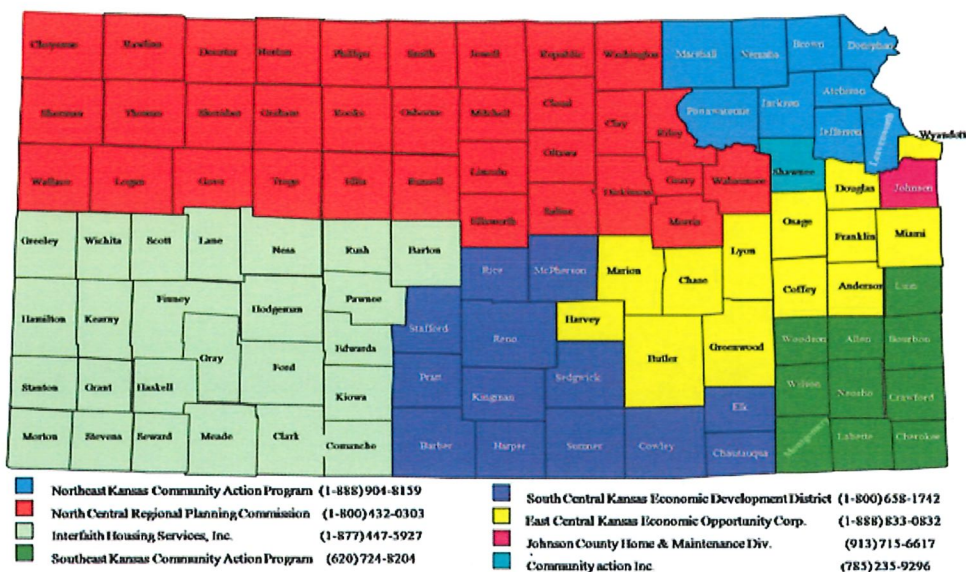 Cheyenne Rawlins Decatur Norton Phillips Smith Jewell Republic Washington Marshall Nemaha Brown Doniphan
Sherman Thomas Sheridan Graham Rooks Osborne Mitchell Cloud Clay Riley Pottawatomie Jackson Atchison
Jefferson Leavenworth Wyandott
Wallace Logan Gove Trego Ellis Russell Lincoln Ottawa Dickinson Geary Wabaunsee Shawnee Douglas Johnson
Ellsworth Saline Morris Osage Franklin Miami
Greeley Wichita Scott Lane Ness Rush Barton Rice McPherson Marion Chase Lyon Coffey Anderson Linn
Hamilton Kearny Finney Hodgeman Pawnee Stafford Reno Harvey Butler Greenwood Woodson Allen Bourbon
Gray Ford Edwards
Stanton Grant Haskell Kiowa Pratt Kingman Sedgwick Elk Wilson Neosho Crawford
Morton Stevens Seward Meade Clark Comanche Barber Harper Sumner Cowley Chautauqua Montgomery Labette Cherokee
Northeast Kansas Community Action Program (1-888)904-8159
North Central Regional Planning Commission (1-800)432-0303
Interfaith Housing Services, Inc. (1-877)447-5927
Southeast Kansas Community Action Program (620)724-8204
South Central Kansas Economic Development District (1-800)658-1742
East Central Kansas Economic Opportunity Corp. (1-888)833-0832
Johnson County Home & Maintenance Div. (913)715-6617
Community action Inc (785)235-9296